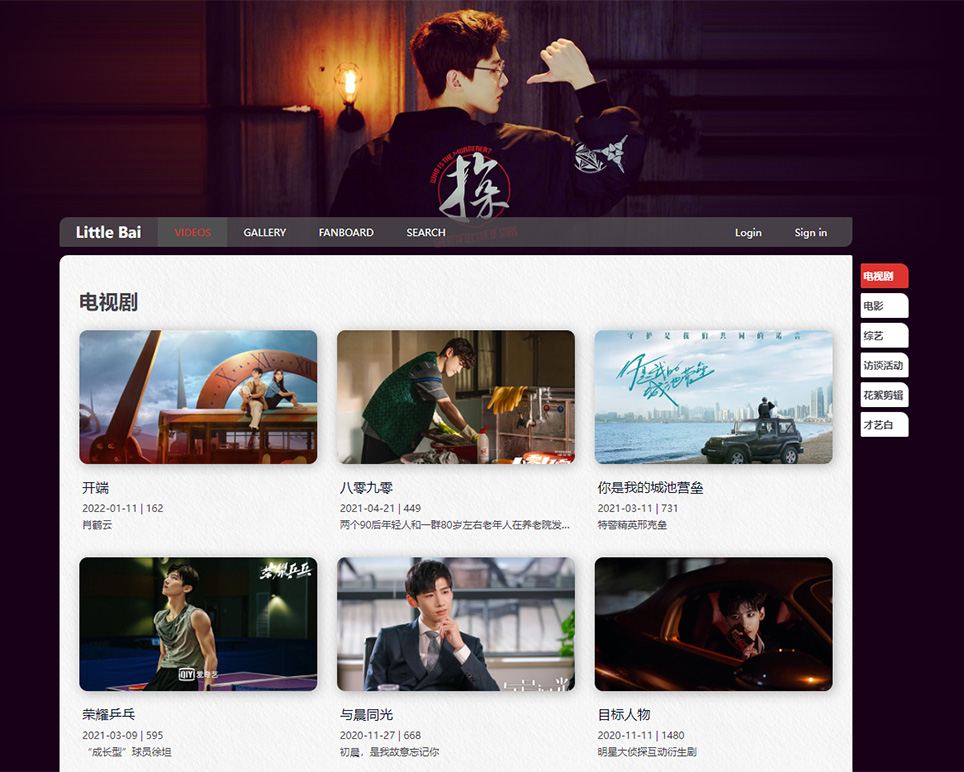 WHO IS THE MURDERER?
探
Little Bai
VIDEOS
GALLERY
FANBOARD
SEARCH
Login
Sign in
电视剧
电视剧
电影
综艺
访谈活动
花絮剪辑
才艺白
守护是我们共同的诺言
你是我的城池营垒
开端
2022-01-11 | 162
肖鹤云
八零九零
2021-04-21 | 449
两个90后年轻人和一群80岁左右老年人在养老院发...
你是我的城池营垒
2021-03-11 | 731
特警精英邢克垒
荣耀乒乓
iQIYI 爱奇艺
荣耀乒乓
2021-03-09 | 595
“成长型”球员徐坦
与晨同光
2020-11-27 | 668
初晨，是我故意忘记你
目标人物
2020-11-11 | 1480
明星大侦探互动衍生剧